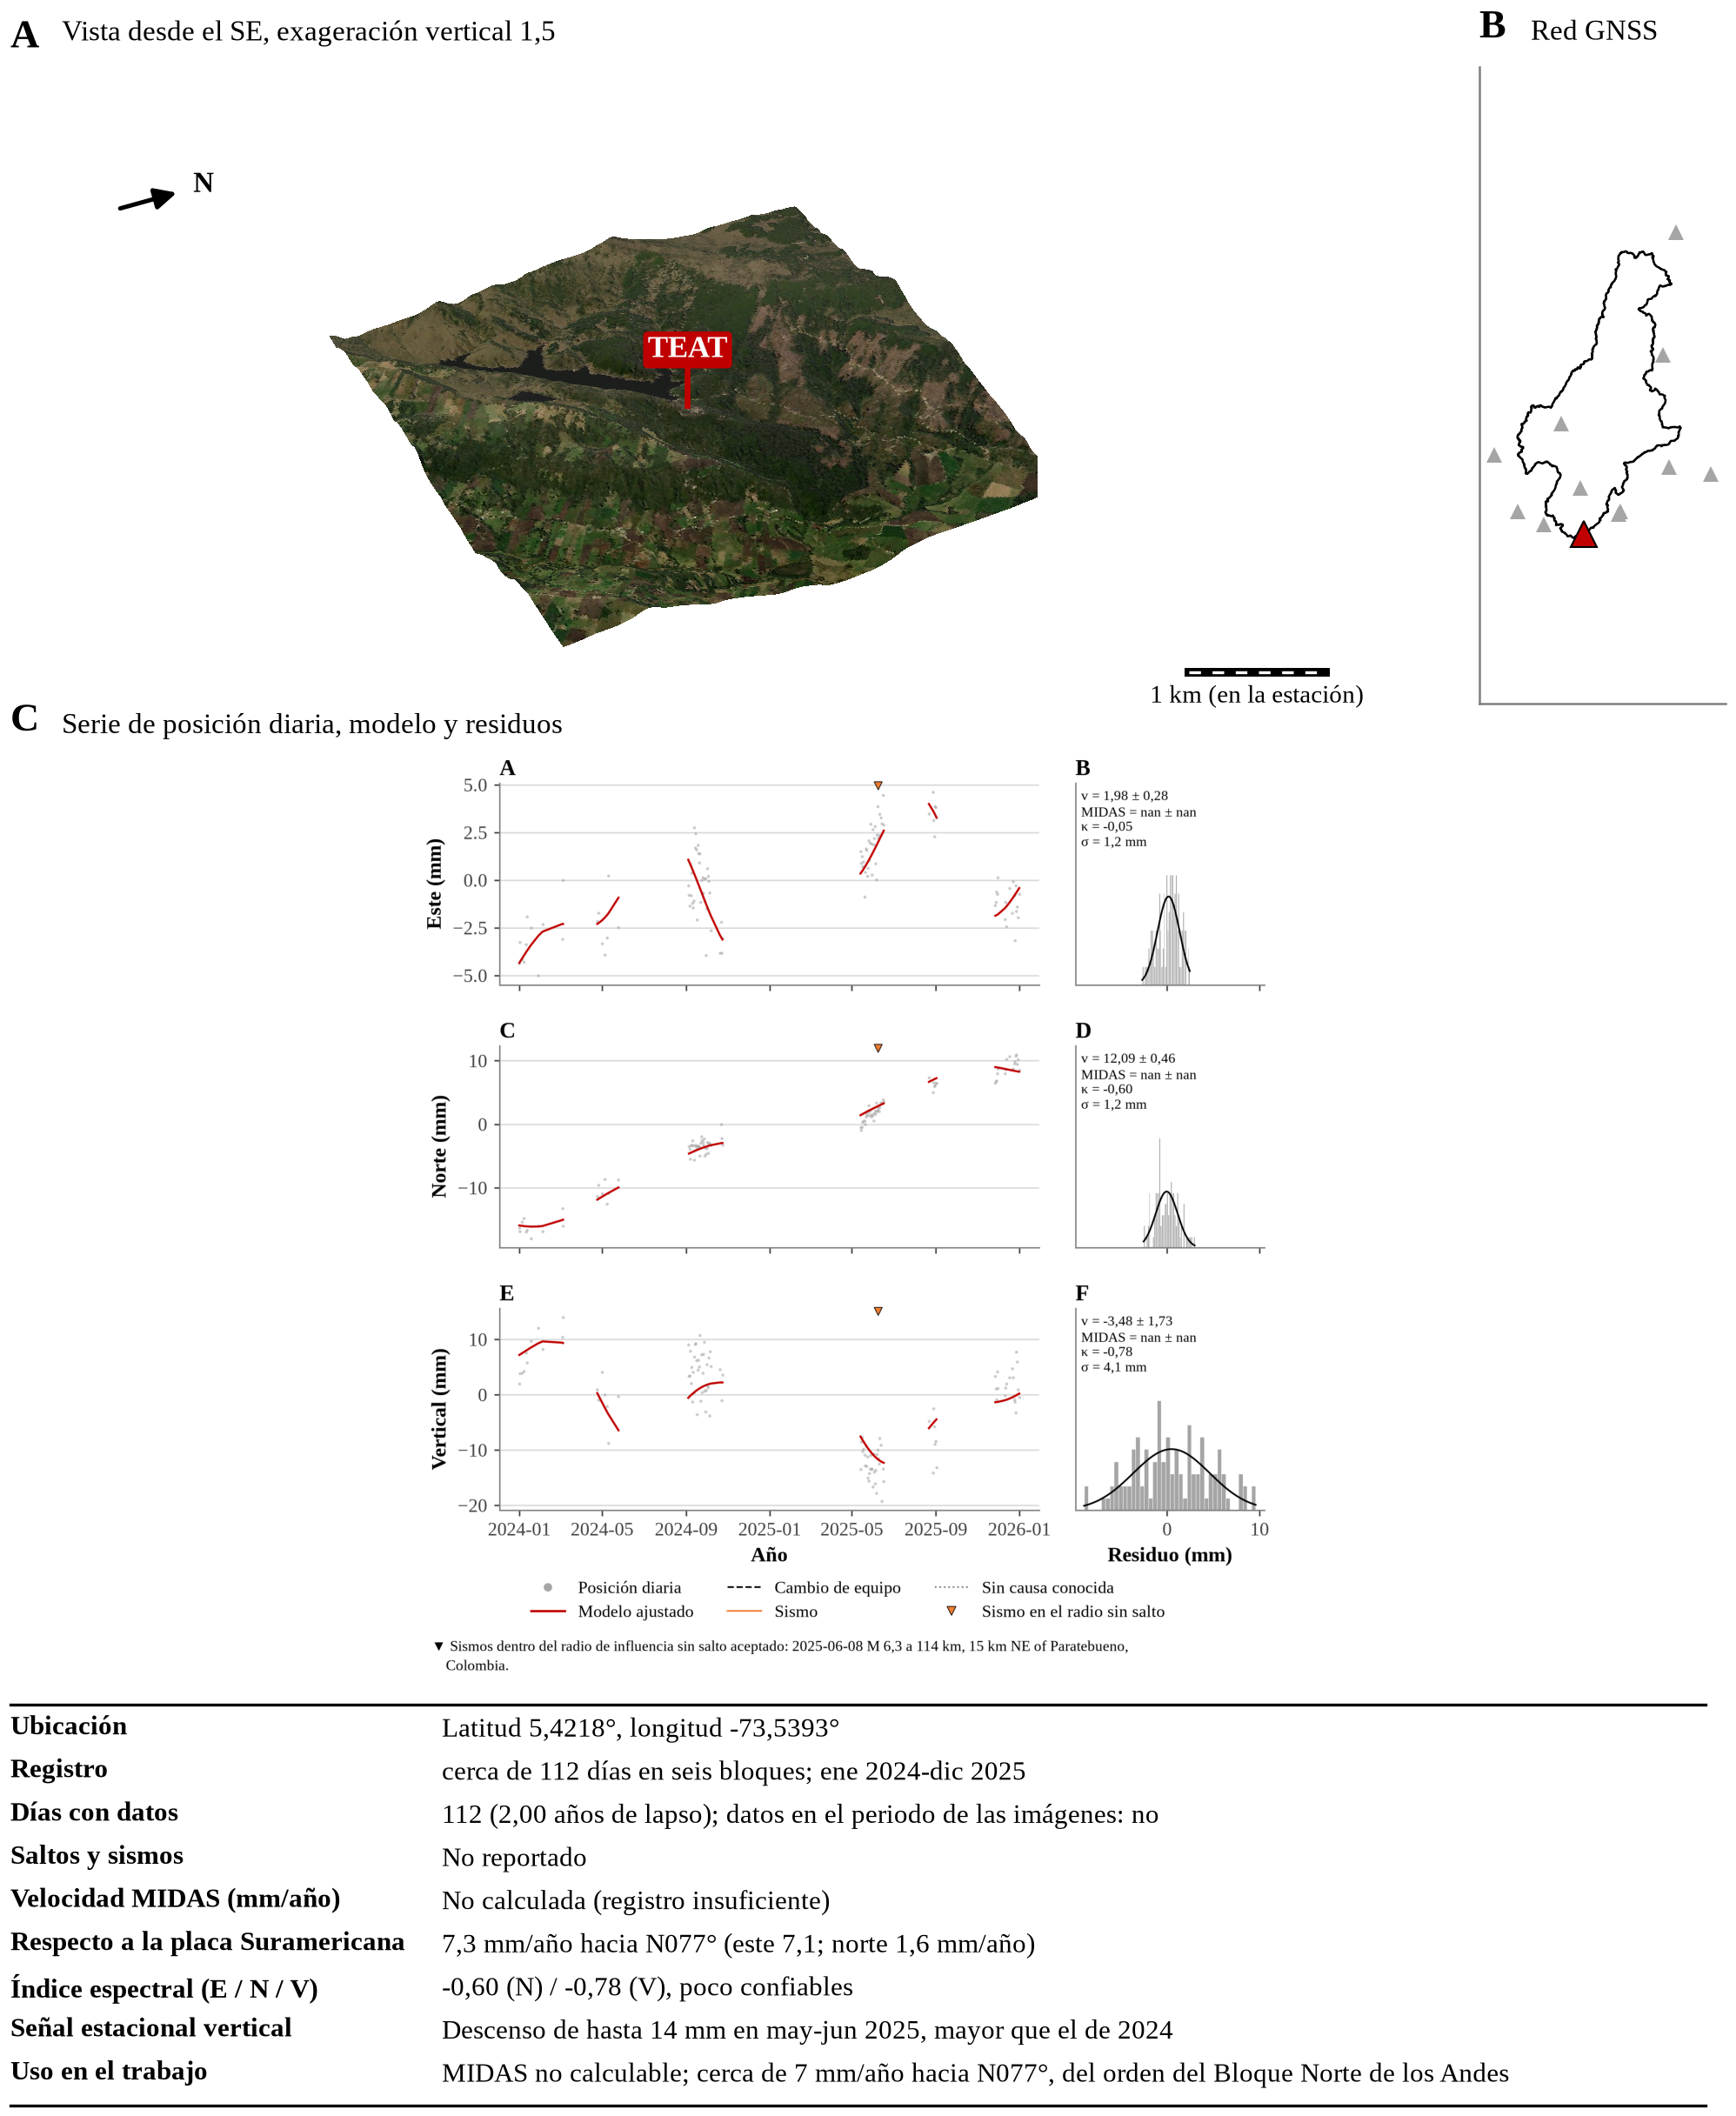 A Vista desde el SE, exageración vertical 1,5
B Red GNSS
N
TEAT
1 km (en la estación)
C Serie de posición diaria, modelo y residuos
A
5.0
2.5
0.0
−2.5
−5.0
Este (mm)
B
v = 1,98 ± 0,28
MIDAS = nan ± nan
κ = -0,05
σ = 1,2 mm
C
10
0
−10
Norte (mm)
D
v = 12,09 ± 0,46
MIDAS = nan ± nan
κ = -0,60
σ = 1,2 mm
E
10
0
−10
−20
Vertical (mm)
2024-01 2024-05 2024-09 2025-01 2025-05 2025-09 2026-01
Año
F
v = -3,48 ± 1,73
MIDAS = nan ± nan
κ = -0,78
σ = 4,1 mm
0 10
Residuo (mm)
Posición diaria Cambio de equipo Sin causa conocida
Modelo ajustado Sismo Sismo en el radio sin salto
▼ Sismos dentro del radio de influencia sin salto aceptado: 2025-06-08 M 6,3 a 114 km, 15 km NE of Paratebueno,
Colombia.
Ubicación Latitud 5,4218°, longitud -73,5393°
Registro cerca de 112 días en seis bloques; ene 2024-dic 2025
Días con datos 112 (2,00 años de lapso); datos en el periodo de las imágenes: no
Saltos y sismos No reportado
Velocidad MIDAS (mm/año) No calculada (registro insuficiente)
Respecto a la placa Suramericana 7,3 mm/año hacia N077° (este 7,1; norte 1,6 mm/año)
Índice espectral (E / N / V) -0,60 (N) / -0,78 (V), poco confiables
Señal estacional vertical Descenso de hasta 14 mm en may-jun 2025, mayor que el de 2024
Uso en el trabajo MIDAS no calculable; cerca de 7 mm/año hacia N077°, del orden del Bloque Norte de los Andes